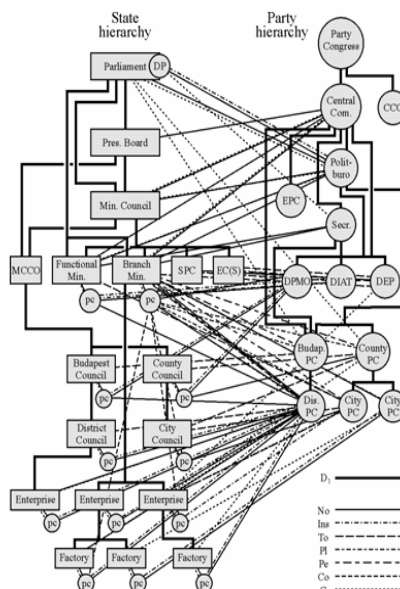 State
hierarchy
Party
hierarchy
Party
Congress
Parliament
DP
Central
Com.
CCC
Pres. Board
Polit-
buro
Min. Council
EPC
Secr.
MCCO
Functional
Min.
Branch
Min.
SPC
EC(S)
DPMO
DIAT
DEP
pc
pc
Budap.
PC
County
PC
Budapest
Council
County
Council
pc
pc
Dis.
PC
City
PC
City
District
Council
City
Council
pc
pc
D₁
Enterprise
Enterprise
Enterprise
pc
pc
pc
No
Ins
To
Pl
Pe
Co
Factory
Factory
Factory
pc
pc
pc